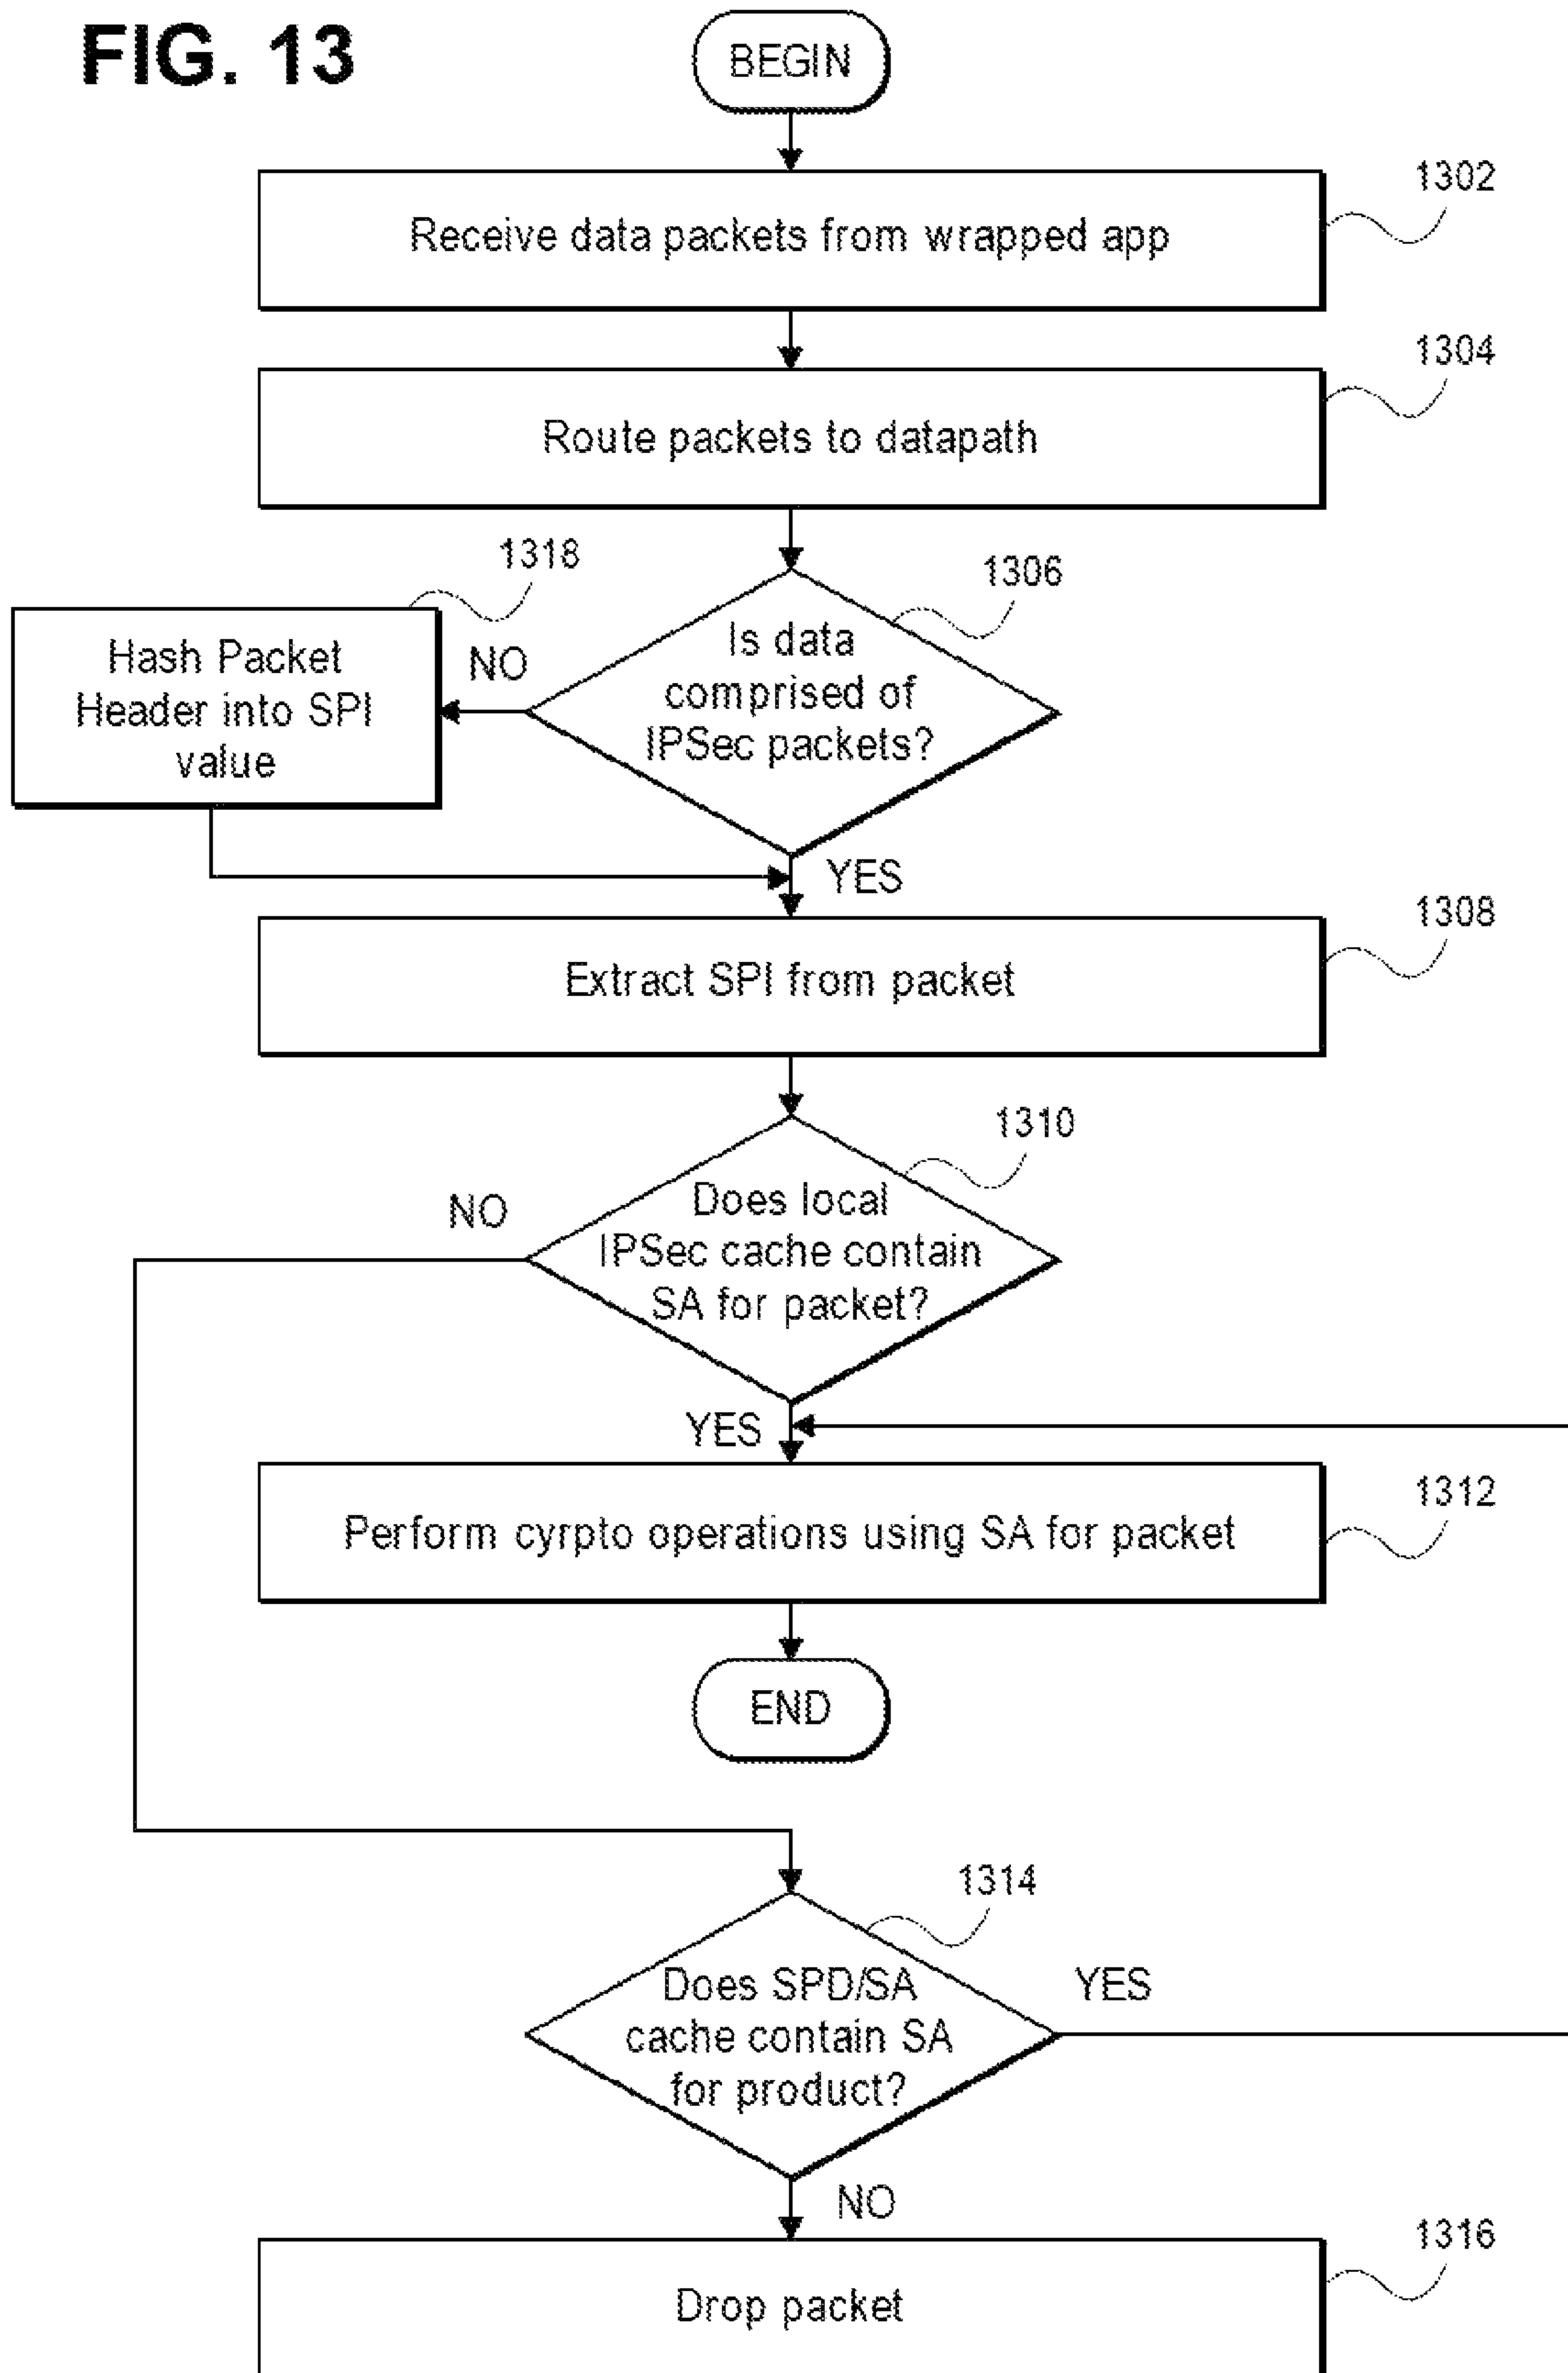 FIG. 13
BEGIN
1302
Receive data packets from wrapped app
1304
Route packets to datapath
1318
1306
Hash Packet
Header into SPI
value
NO
Is data
comprised of
IPSec packets?
YES
1308
Extract SPI from packet
1310
NO
Does local
IPSec cache contain
SA for packet?
YES
1312
Perform cyrpto operations using SA for packet
END
1314
Does SPD/SA
cache contain SA
for product?
YES
NO
1316
Drop packet